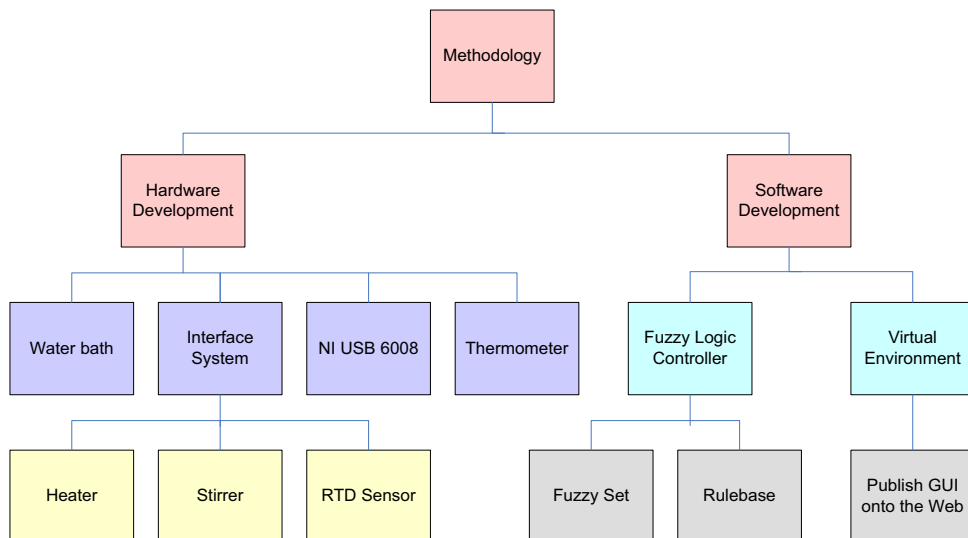 Methodology
Hardware
Development
Software
Development
Water bath
Interface
System
NI USB 6008
Thermometer
Fuzzy Logic
Controller
Virtual
Environment
Heater
Stirrer
RTD Sensor
Fuzzy Set
Rulebase
Publish GUI
onto the Web